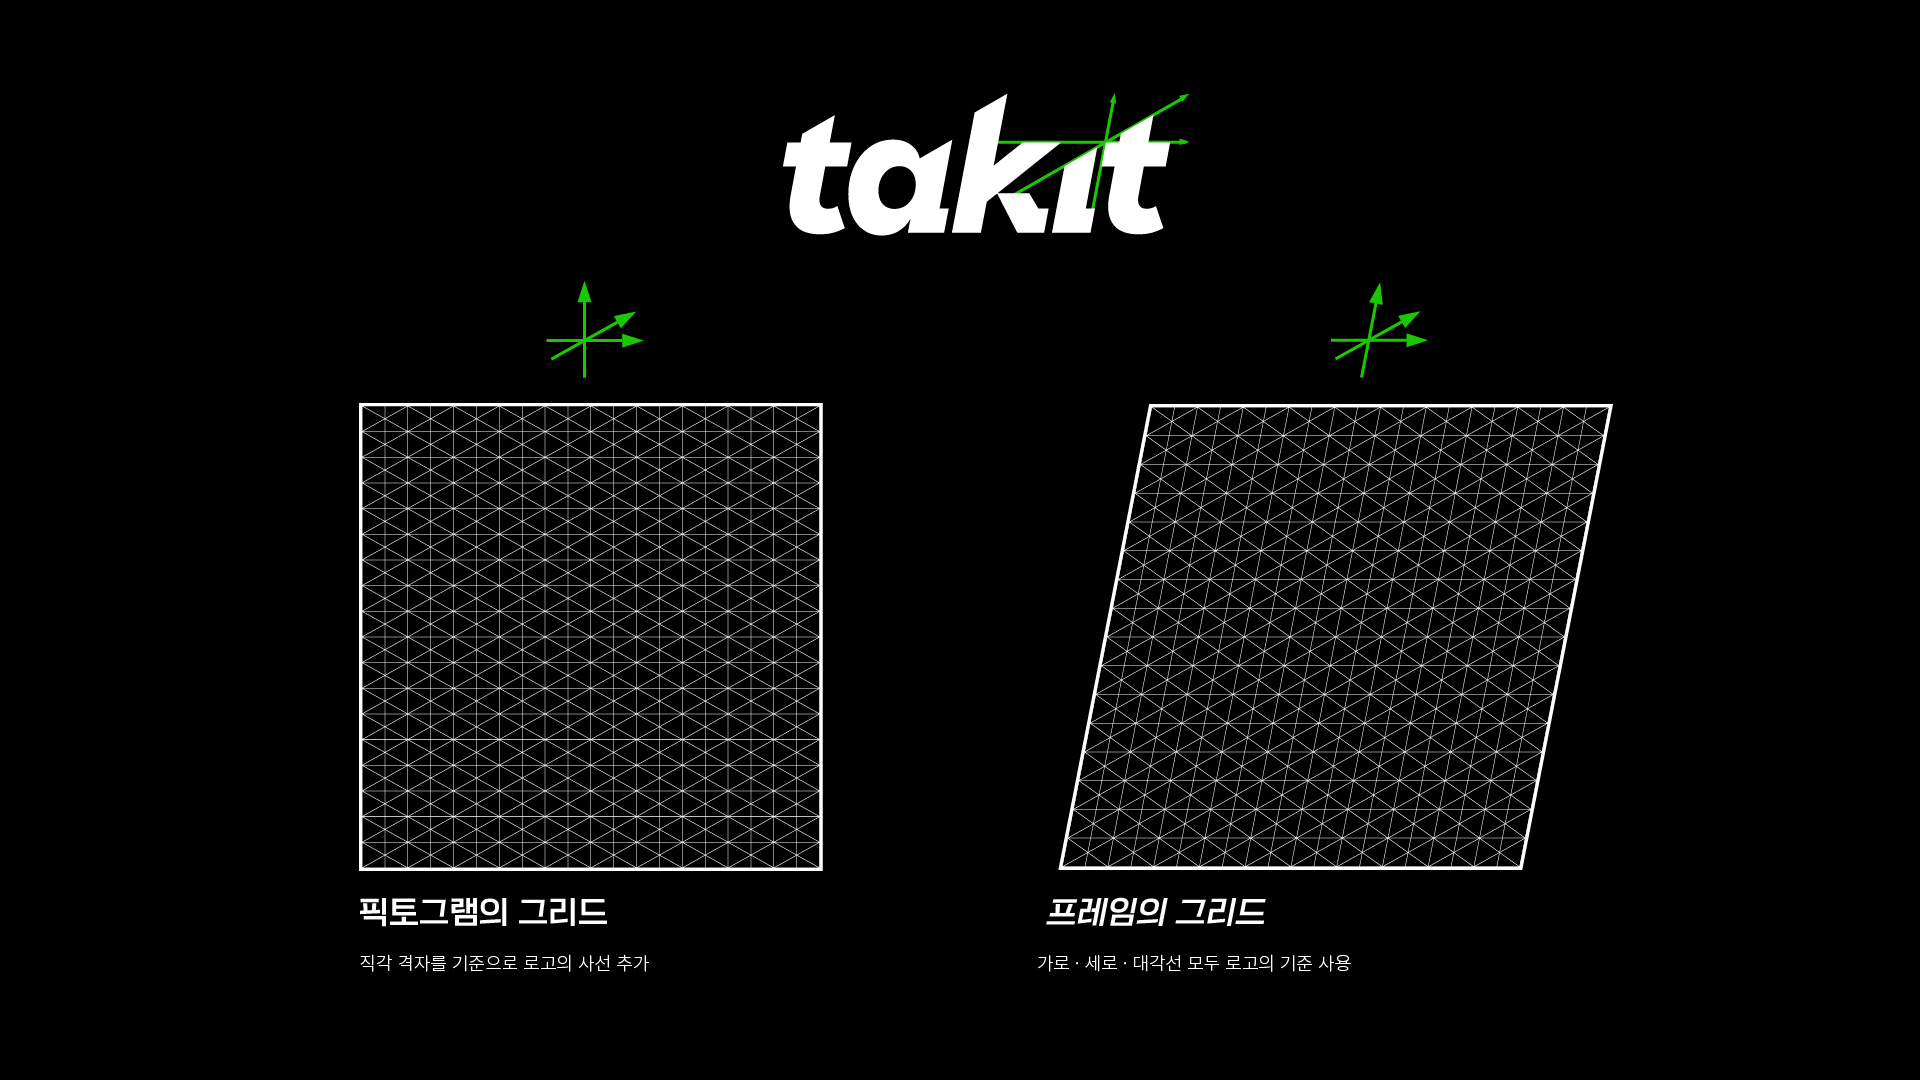 takit
픽토그램의 그리드
직각 격자를 기준으로 로고의 사선 추가
프레임의 그리드
가로 · 세로 · 대각선 모두 로고의 기준 사용